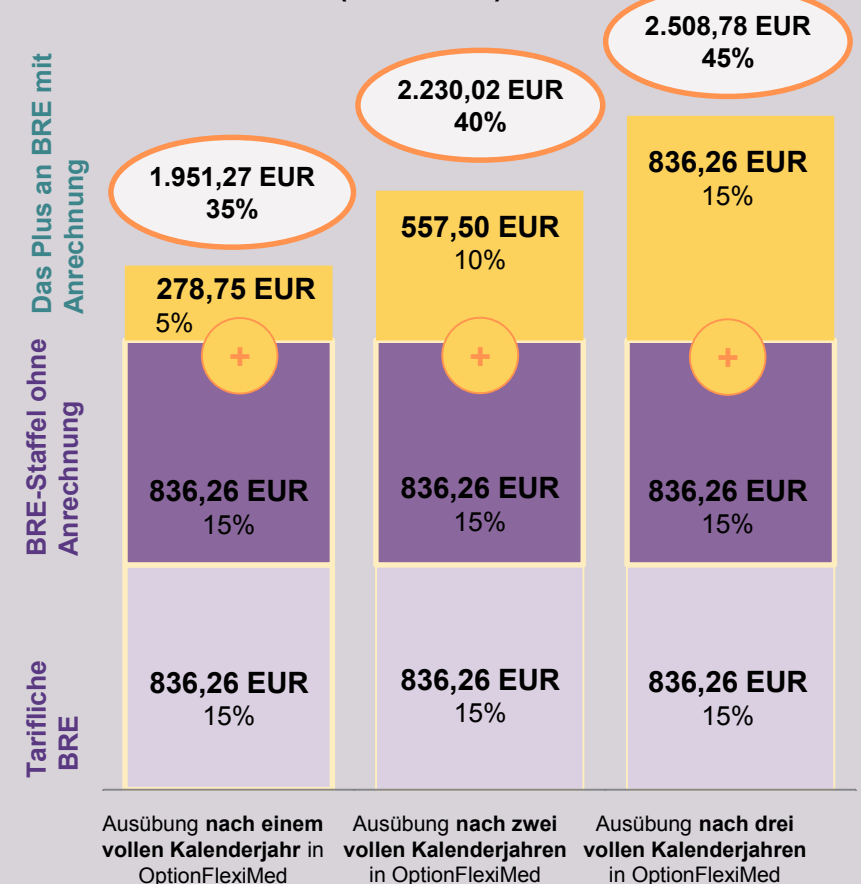 2.508,78 EUR
45%
2.230,02 EUR
40%
1.951,27 EUR
35%
Das Plus an BRE mit
Anrechnung
278,75 EUR
5%
557,50 EUR
10%
836,26 EUR
15%
+
+
+
BRE-Staffel ohne
Anrechnung
836,26 EUR
15%
836,26 EUR
15%
836,26 EUR
15%
Tarifliche
BRE
836,26 EUR
15%
836,26 EUR
15%
836,26 EUR
15%
Ausübung nach einem
vollen Kalenderjahr in
OptionFlexiMed
Ausübung nach zwei
vollen Kalenderjahren
in OptionFlexiMed
Ausübung nach drei
vollen Kalenderjahren
in OptionFlexiMed